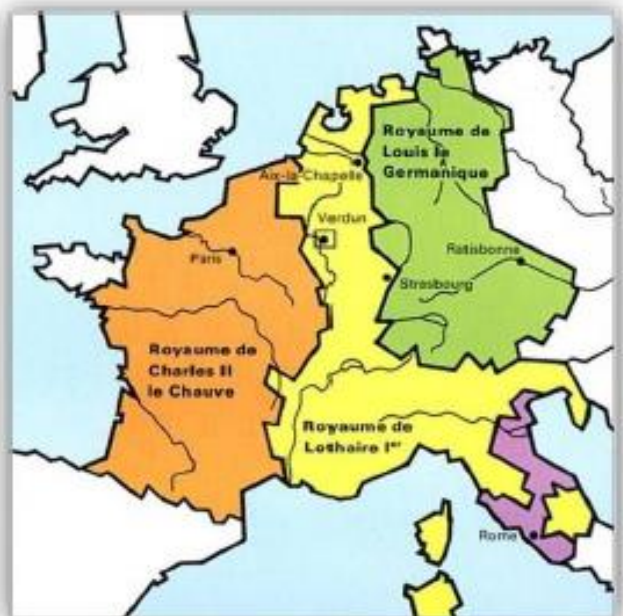 Royaume de
Louis le
Germanique
Aix-la-Chapelle
Verdun
Paris
Ratisbonne
Strasbourg
Royaume de
Charles II
le Chauve
Royaume de
Lothaire Iᵉʳ
Rome